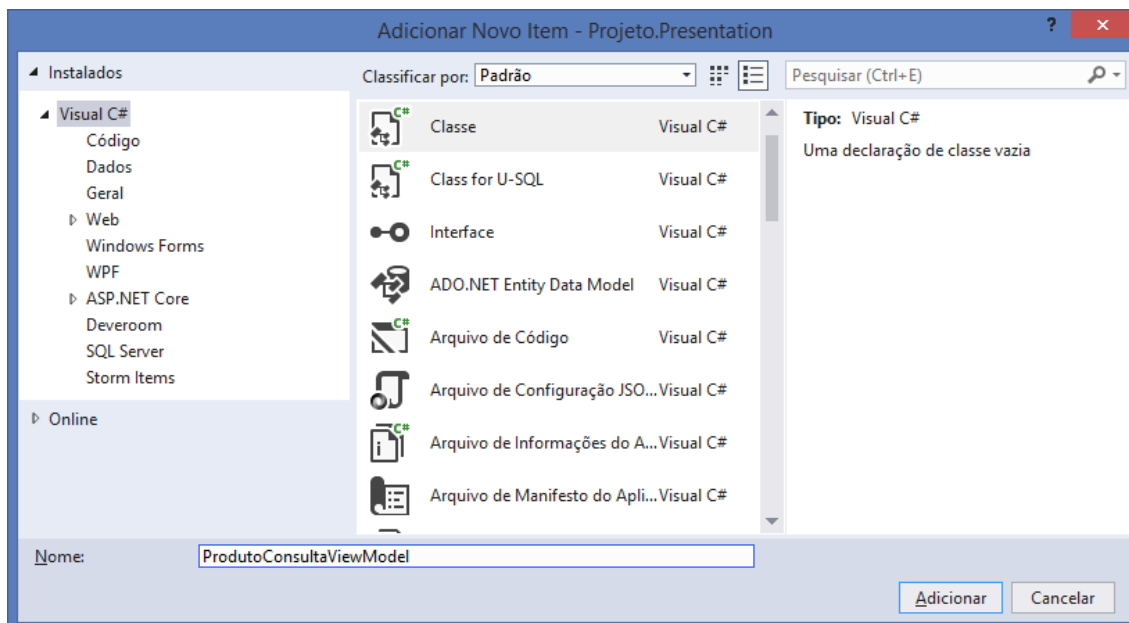 Adicionar Novo Item - Projeto.Presentation
?
Instalados
Classificar por: Padrão
Pesquisar (Ctrl+E)
Visual C#
Código
Dados
Geral
Web
Windows Forms
WPF
ASP.NET Core
Deveroom
SQL Server
Storm Items
Online
C# Classe Visual C#
C# Class for U-SQL Visual C#
Interface Visual C#
ADO.NET Entity Data Model Visual C#
C# Arquivo de Código Visual C#
Arquivo de Configuração JSO... Visual C#
C# Arquivo de Informações do A... Visual C#
Arquivo de Manifesto do Apli... Visual C#
Tipo: Visual C#
Uma declaração de classe vazia
Nome: ProdutoConsultaViewModel
Adicionar Cancelar